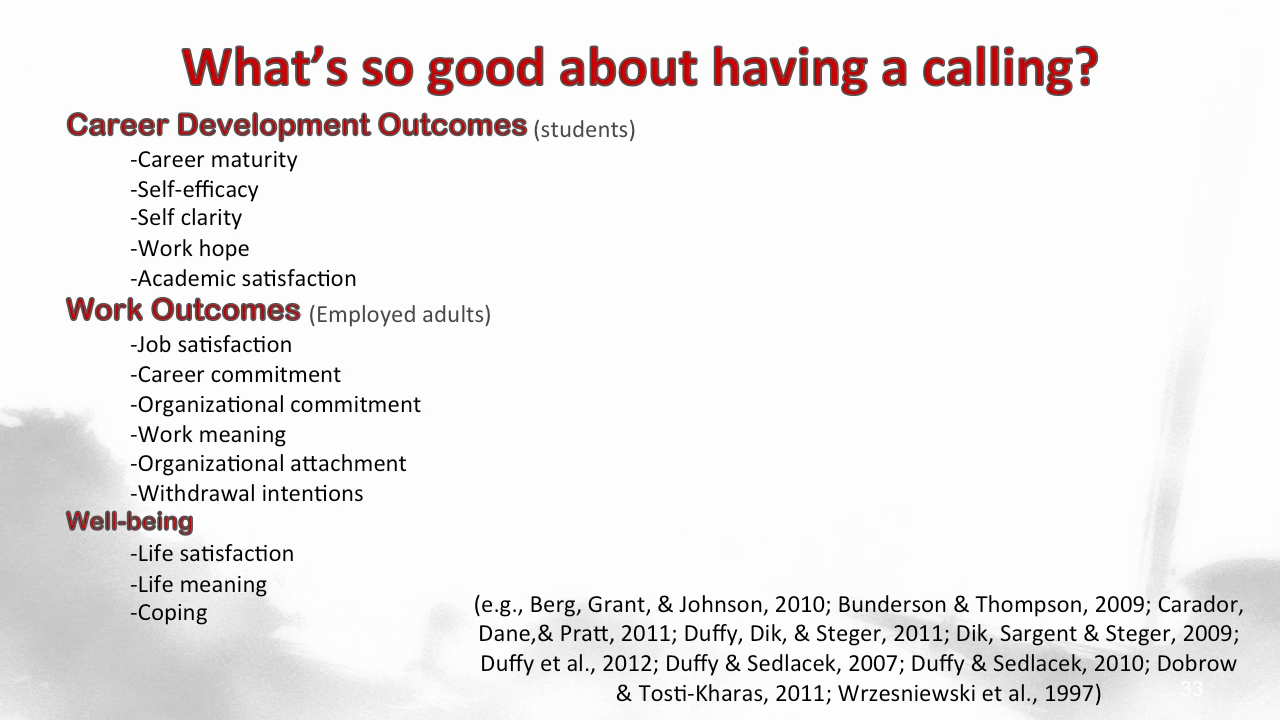 What’s so good about having a calling?
Career Development Outcomes (students)
-Career maturity
-Self-efficacy
-Self clarity
-Work hope
-Academic satisfaction
Work Outcomes (Employed adults)
-Job satisfaction
-Career commitment
-Organizational commitment
-Work meaning
-Organizational attachment
-Withdrawal intentions
Well-being
-Life satisfaction
-Life meaning
-Coping
(e.g., Berg, Grant, & Johnson, 2010; Bunderson & Thompson, 2009; Carador,
Dane,& Pratt, 2011; Duffy, Dik, & Steger, 2011; Dik, Sargent & Steger, 2009;
Duffy et al., 2012; Duffy & Sedlacek, 2007; Duffy & Sedlacek, 2010; Dobrow
& Tosti-Kharas, 2011; Wrzesniewski et al., 1997)
33